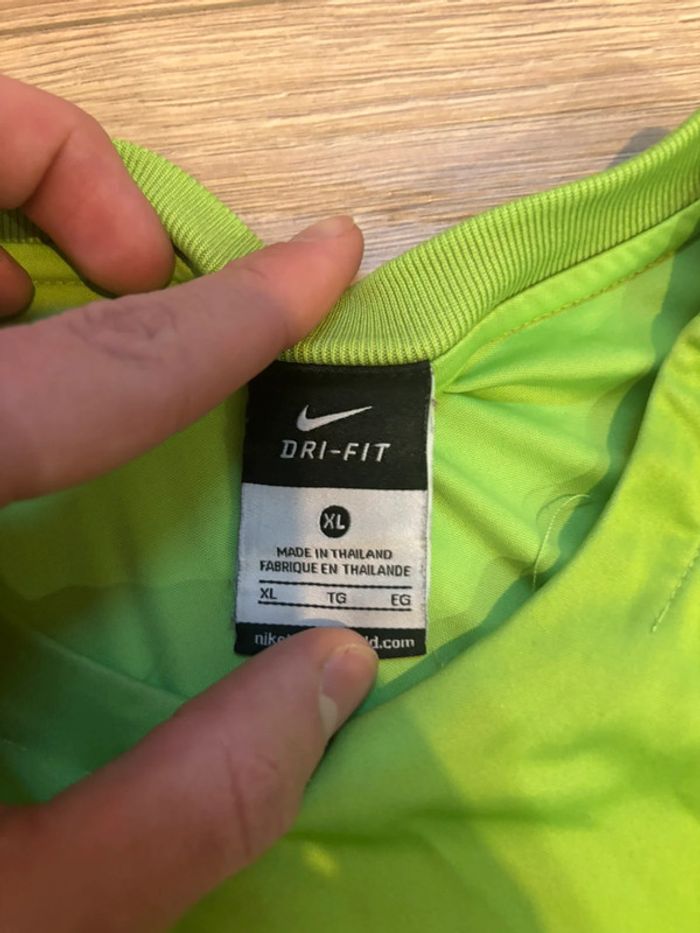 DRI-FIT
XL
MADE IN THAILAND
FABRIQUE EN THAILANDE
XL TG EG